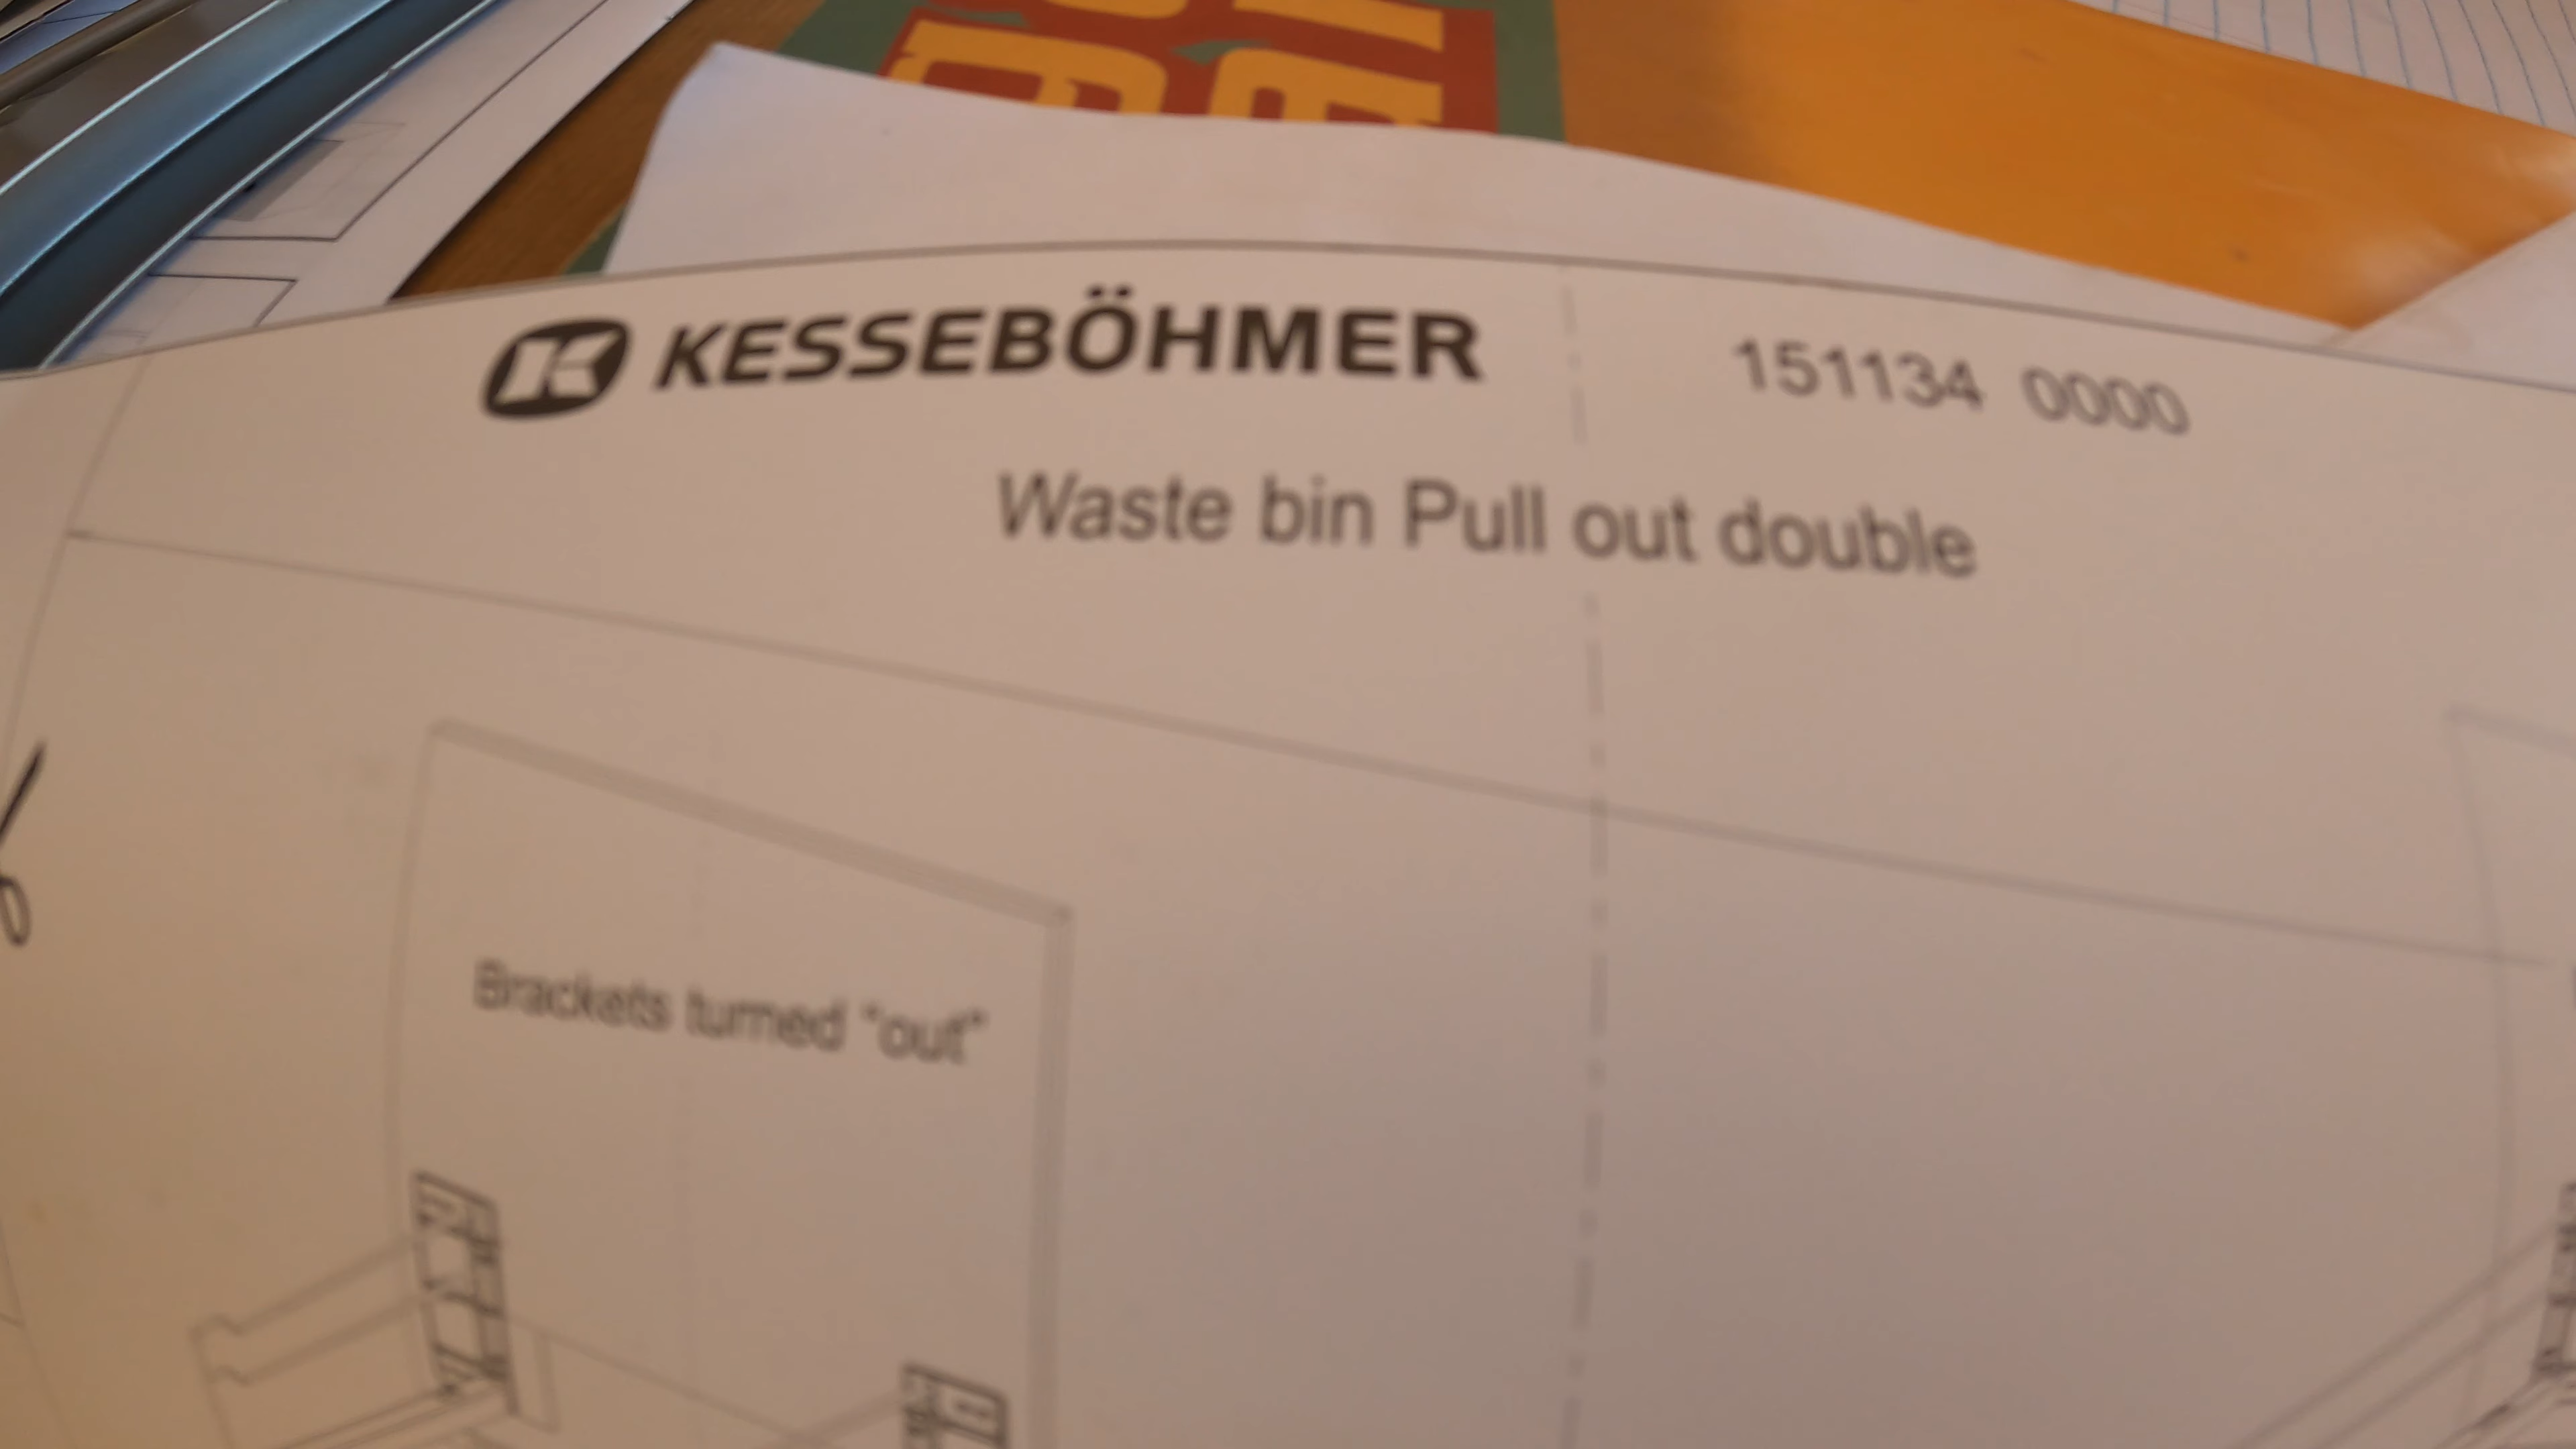 KESSEBÖHMER
151134 0000
Waste bin Pull out double
Brackets turned “out”